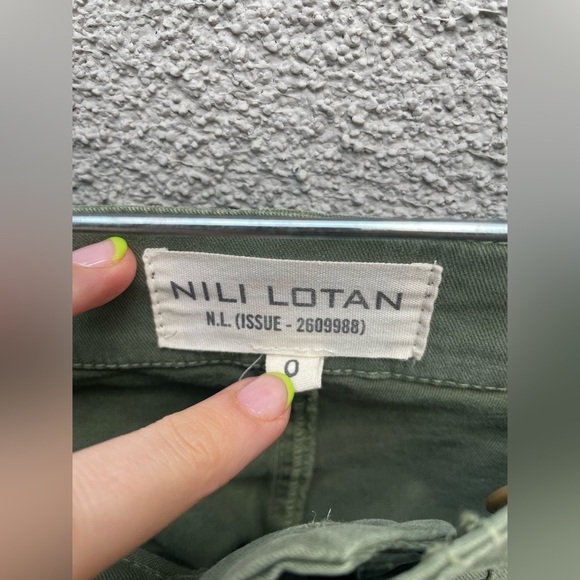 NILI LOTAN
N.L. (ISSUE - 2609988)
0